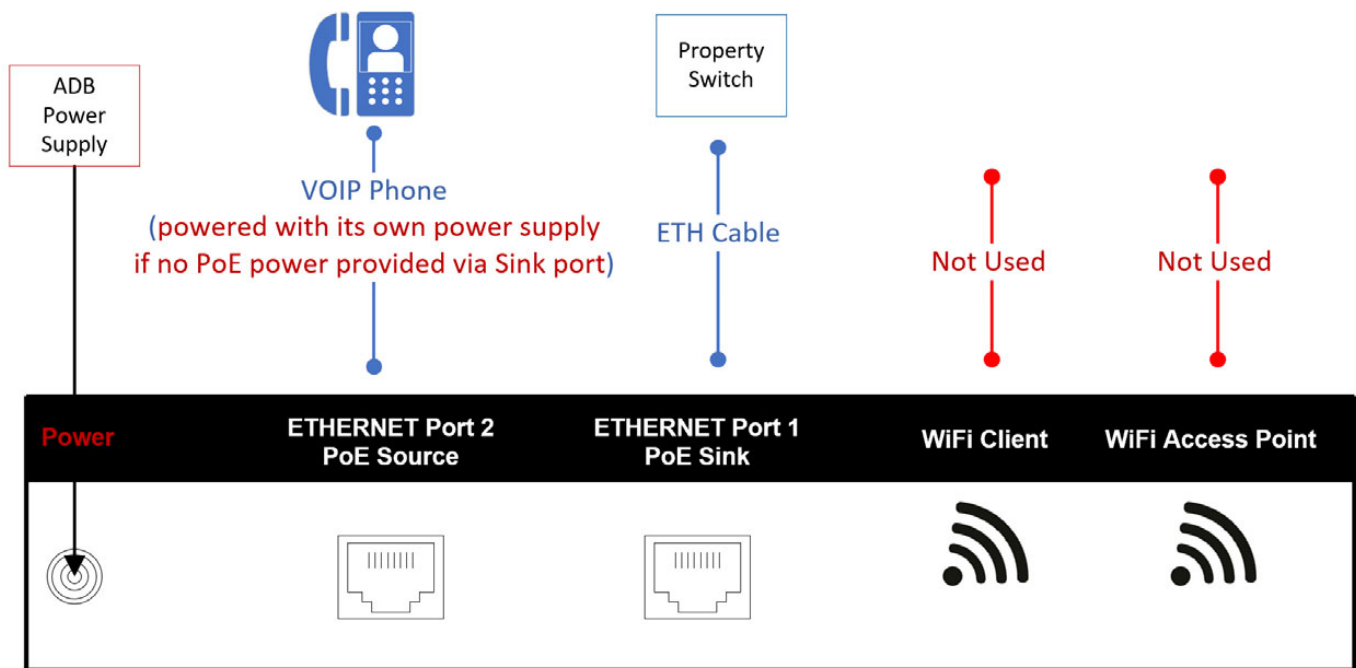 ADB
Power
Supply
VOIP Phone
(powered with its own power supply
if no PoE power provided via Sink port)
Property
Switch
ETH Cable
Not Used
Not Used
Power
ETHERNET Port 2
PoE Source
ETHERNET Port 1
PoE Sink
WiFi Client
WiFi Access Point